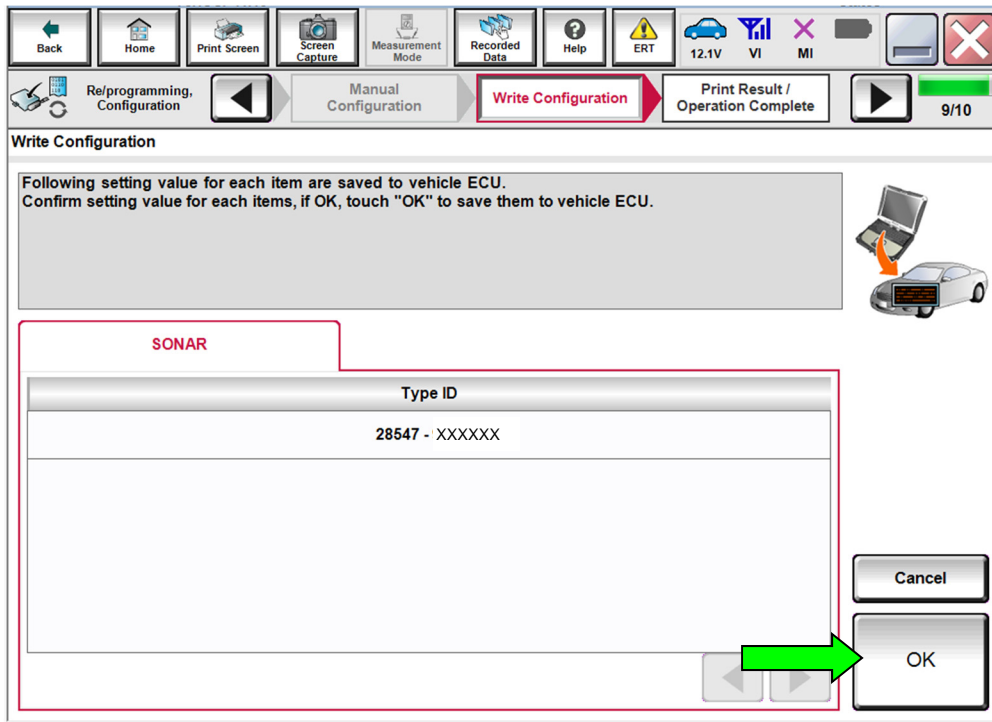 Back
Home
Print Screen
Screen
Capture
Measurement
Mode
Recorded
Data
Help
ERT
12.1V
VI
MI
Re/programming,
Configuration
Manual
Configuration
Write Configuration
Print Result /
Operation Complete
9/10
Write Configuration
Following setting value for each item are saved to vehicle ECU.
Confirm setting value for each items, if OK, touch "OK" to save them to vehicle ECU.
SONAR
Type ID
28547 - XXXXXX
Cancel
OK